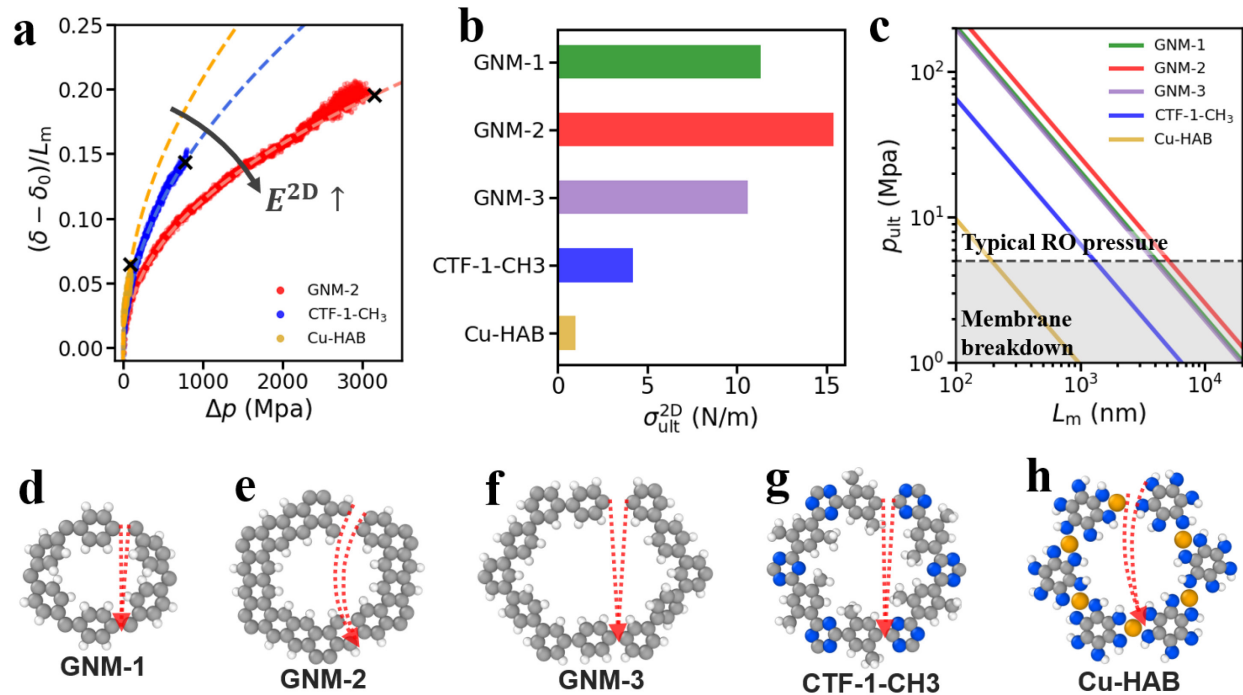 a
0.25
0.20
0.15
0.10
0.05
0.00
(δ − δ₀)/Lₘ
E²ᴰ ↑
GNM-2
CTF-1-CH₃
Cu-HAB
0
1000
2000
3000
Δp (Mpa)
b
GNM-1
GNM-2
GNM-3
CTF-1-CH3
Cu-HAB
0
5
10
15
σ²ᴰ_ult (N/m)
c
10²
10¹
10⁰
p_ult (Mpa)
GNM-1
GNM-2
GNM-3
CTF-1-CH₃
Cu-HAB
Typical RO pressure
Membrane
breakdown
10²
10³
10⁴
Lₘ (nm)
d
GNM-1
e
GNM-2
f
GNM-3
g
CTF-1-CH3
h
Cu-HAB